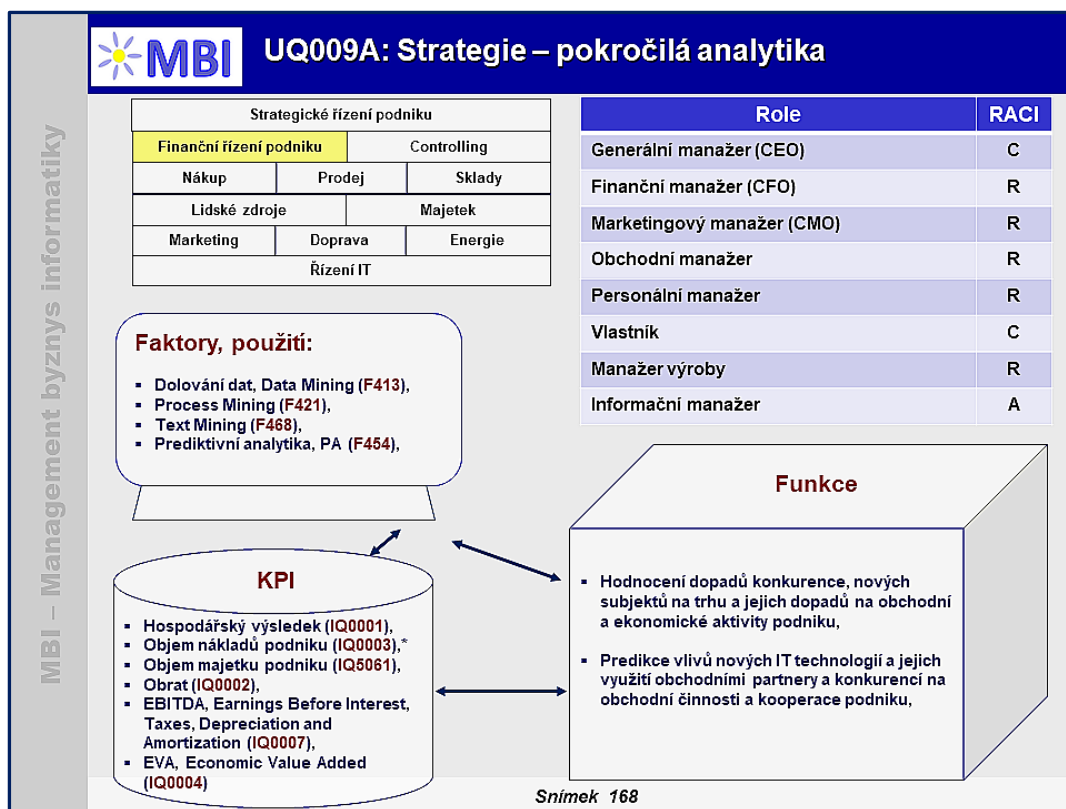 MBI
UQ009A: Strategie – pokročilá analytika
MBI – Management byznys informatiky
Strategické řízení podniku
Finanční řízení podniku
Controlling
Nákup
Prodej
Sklady
Lidské zdroje
Majetek
Marketing
Doprava
Energie
Řízení IT
Role RACI
Generální manažer (CEO) C
Finanční manažer (CFO) R
Marketingový manažer (CMO) R
Obchodní manažer R
Personální manažer R
Vlastník C
Manažer výroby R
Informační manažer A
Faktory, použití:
▪ Dolování dat, Data Mining (F413),
▪ Process Mining (F421),
▪ Text Mining (F468),
▪ Prediktivní analytika, PA (F454),
KPI
▪ Hospodářský výsledek (IQ0001),
▪ Objem nákladů podniku (IQ0003),*
▪ Objem majetku podniku (IQ5061),
▪ Obrat (IQ0002),
▪ EBITDA, Earnings Before Interest,
Taxes, Depreciation and
Amortization (IQ0007),
▪ EVA, Economic Value Added
(IQ0004)
Funkce
▪ Hodnocení dopadů konkurence, nových
subjektů na trhu a jejich dopadů na obchodní
a ekonomické aktivity podniku,
▪ Predikce vlivů nových IT technologií a jejich
využití obchodními partnery a konkurencí na
obchodní činnosti a kooperace podniku,
Snímek 168